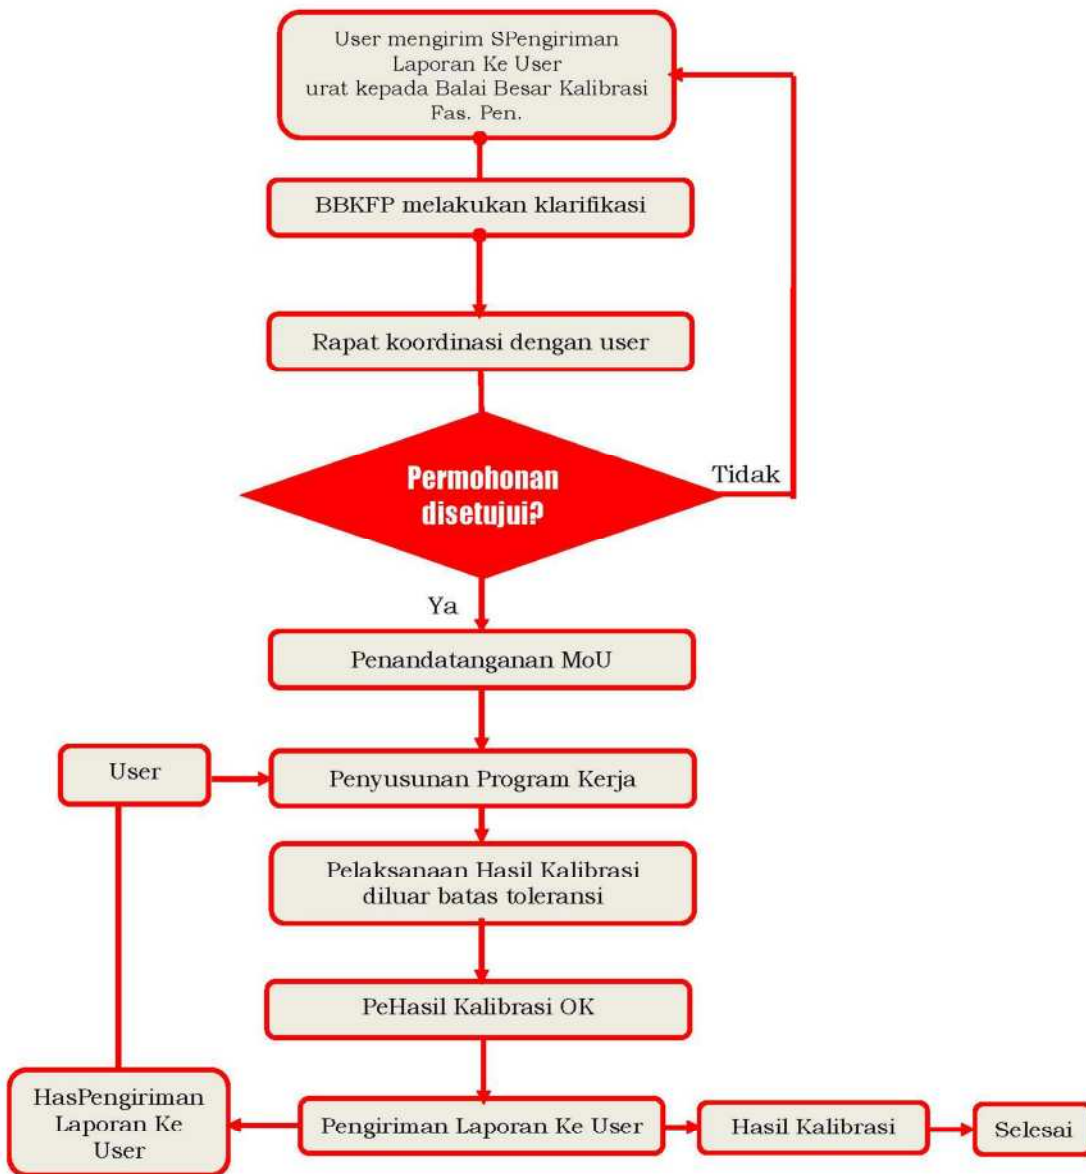 User mengirim SPengiriman
Laporan Ke User
urat kepada Balai Besar Kalibrasi
Fas. Pen.
BBKFP melakukan klarifikasi
Rapat koordinasi dengan user
Permohonan
disetujui?
Tidak
Ya
Penandatanganan MoU
User
Penyusunan Program Kerja
Pelaksanaan Hasil Kalibrasi
diluar batas toleransi
PeHasil Kalibrasi OK
HasPengiriman
Laporan Ke
User
Pengiriman Laporan Ke User
Hasil Kalibrasi
Selesai